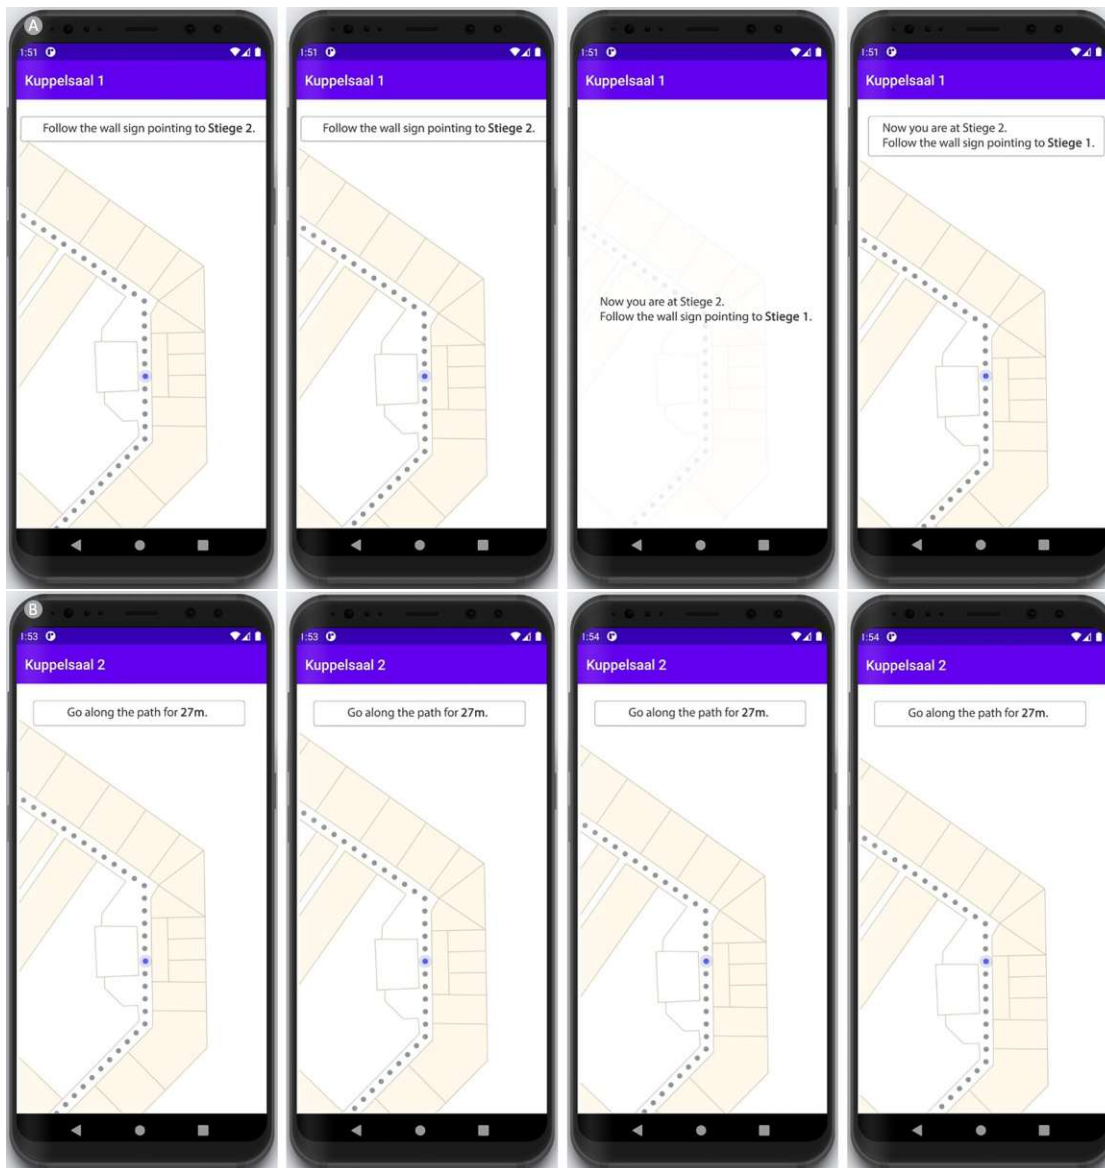 A
1:51
1:51
1:51
1:51
Kuppelsaal 1
Kuppelsaal 1
Kuppelsaal 1
Kuppelsaal 1
Follow the wall sign pointing to Stiege 2.
Follow the wall sign pointing to Stiege 2.
Now you are at Stiege 2.
Follow the wall sign pointing to Stiege 1.
Now you are at Stiege 2.
Follow the wall sign pointing to Stiege 1.
B
1:53
1:53
1:54
1:54
Kuppelsaal 2
Kuppelsaal 2
Kuppelsaal 2
Kuppelsaal 2
Go along the path for 27m.
Go along the path for 27m.
Go along the path for 27m.
Go along the path for 27m.